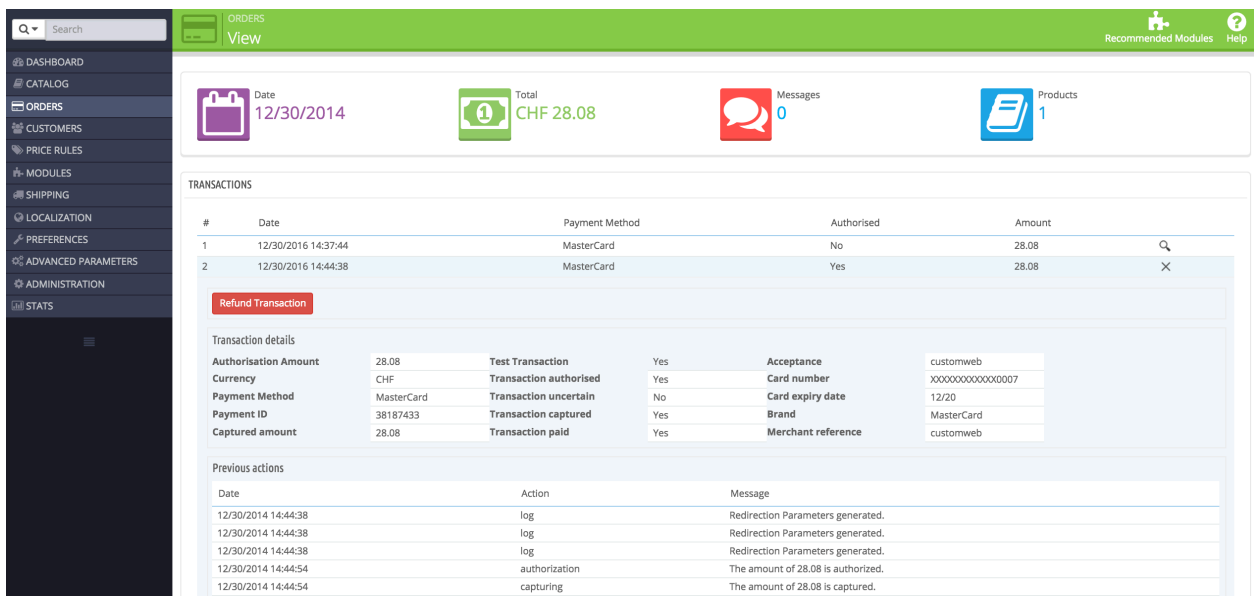 Search
ORDERS
View
Recommended Modules
Help
DASHBOARD
CATALOG
ORDERS
CUSTOMERS
PRICE RULES
MODULES
SHIPPING
LOCALIZATION
PREFERENCES
ADVANCED PARAMETERS
ADMINISTRATION
STATS
Date
12/30/2014
Total
CHF 28.08
Messages
0
Products
1
TRANSACTIONS
# Date Payment Method Authorised Amount
1 12/30/2016 14:37:44 MasterCard No 28.08
2 12/30/2016 14:44:38 MasterCard Yes 28.08
Refund Transaction
Transaction details
Authorisation Amount 28.08 Test Transaction Yes Acceptance customweb
Currency CHF Transaction authorised Yes Card number XXXXXXXXXXXX0007
Payment Method MasterCard Transaction uncertain No Card expiry date 12/20
Payment ID 38187433 Transaction captured Yes Brand MasterCard
Captured amount 28.08 Transaction paid Yes Merchant reference customweb
Previous actions
Date Action Message
12/30/2014 14:44:38 log Redirection Parameters generated.
12/30/2014 14:44:38 log Redirection Parameters generated.
12/30/2014 14:44:38 log Redirection Parameters generated.
12/30/2014 14:44:54 authorization The amount of 28.08 is authorized.
12/30/2014 14:44:54 capturing The amount of 28.08 is captured.